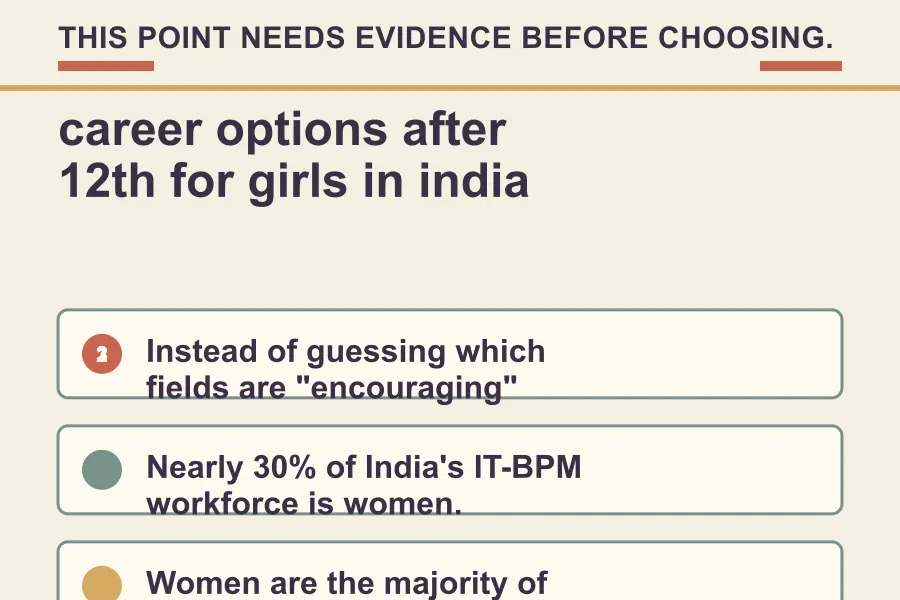 THIS POINT NEEDS EVIDENCE BEFORE CHOOSING.
career options after
12th for girls in india
Instead of guessing which
fields are "encouraging"
Nearly 30% of India's IT-BPM
workforce is women.
Women are the majority of